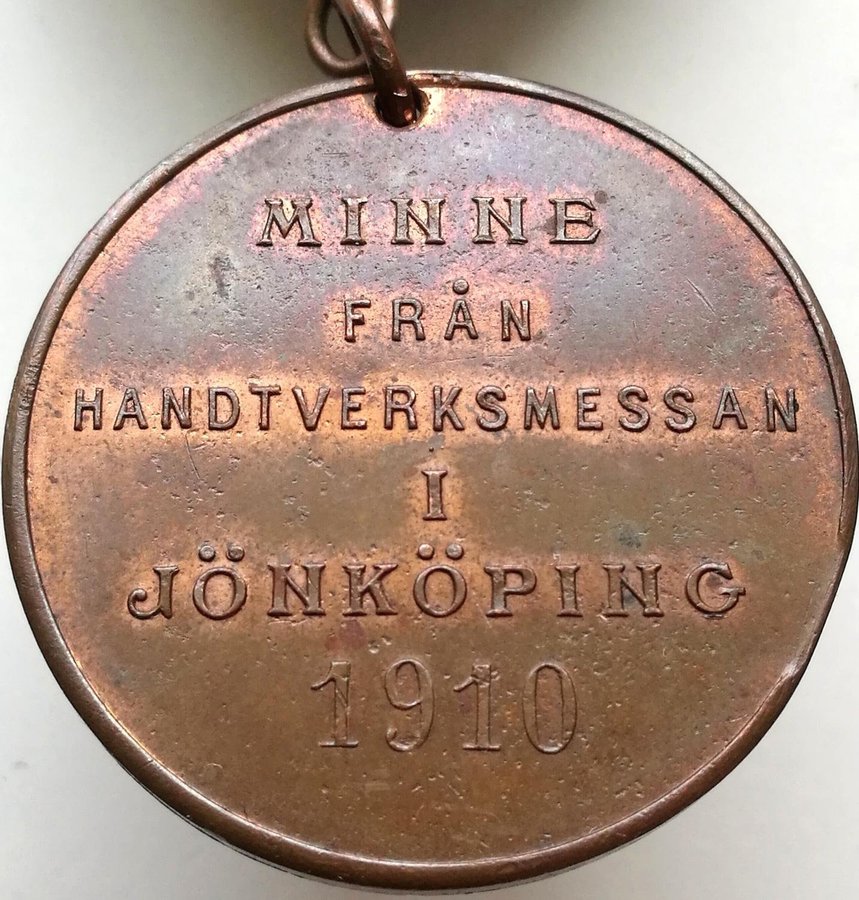 MINNE
FRÅN
HANDTVERKSMESSAN
I
JÖNKÖPING
1910